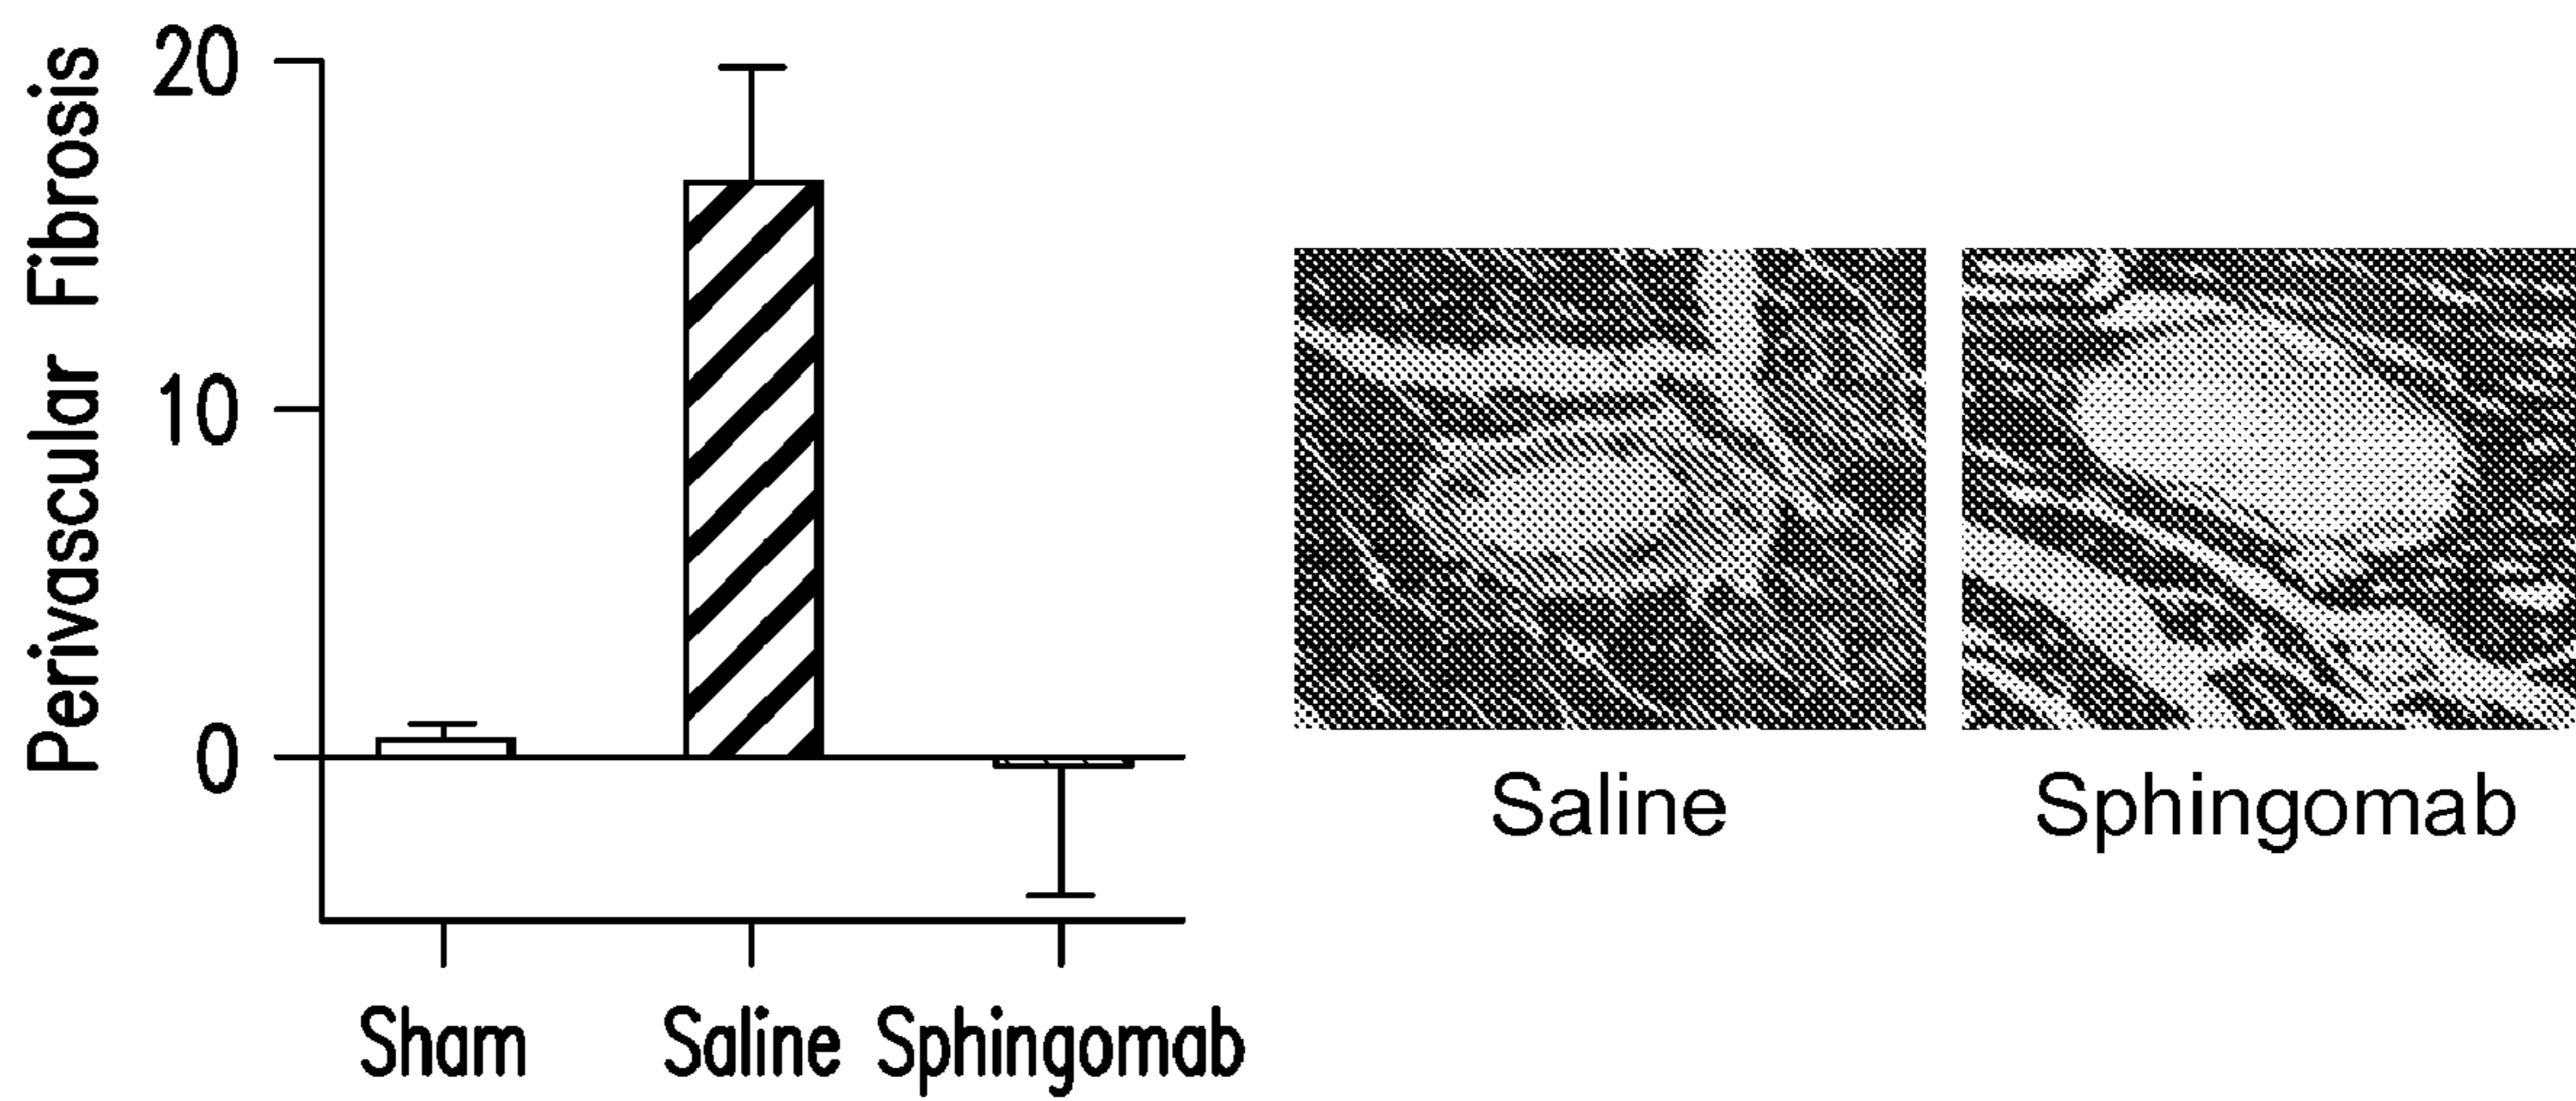 Perivascular Fibrosis
20
10
0
Sham Saline Sphingomab
Saline Sphingomab